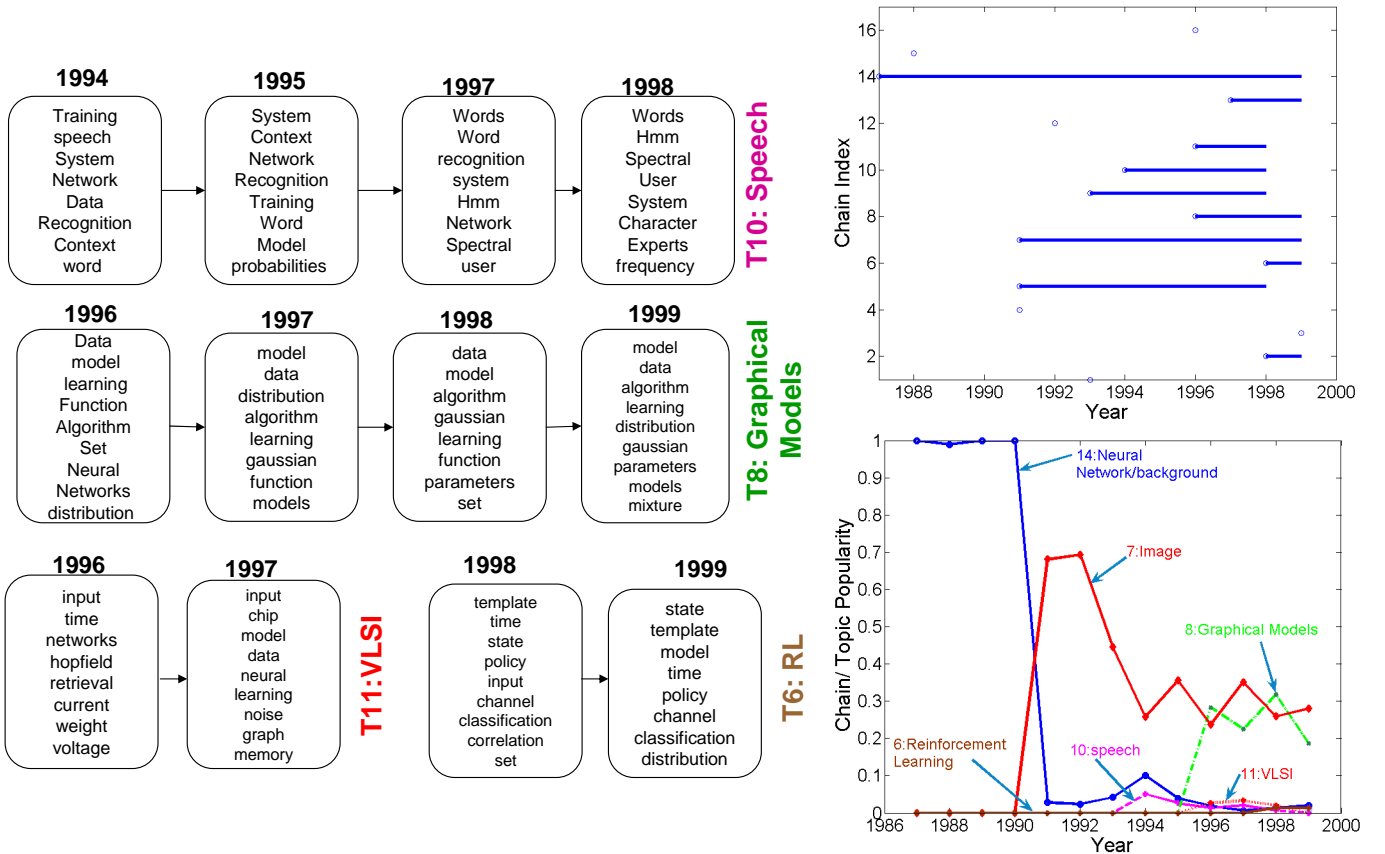 1994
Training
speech
System
Network
Data
Recognition
Context
word
1995
System
Context
Network
Recognition
Training
Word
Model
probabilities
1997
Words
Word
recognition
system
Hmm
Network
Spectral
user
1998
Words
Hmm
Spectral
User
System
Character
Experts
frequency
T10: Speech
1996
Data
model
learning
Function
Algorithm
Set
Neural
Networks
distribution
1997
model
data
distribution
algorithm
learning
gaussian
function
models
1998
data
model
algorithm
gaussian
learning
function
parameters
set
1999
model
data
algorithm
learning
distribution
gaussian
parameters
models
mixture
T8: Graphical
Models
1996
input
time
networks
hopfield
retrieval
current
weight
voltage
1997
input
chip
model
data
neural
learning
noise
graph
memory
T11:VLSI
1998
template
time
state
policy
input
channel
classification
correlation
set
1999
state
template
model
time
policy
channel
classification
distribution
T6: RL
16
14
12
10
8
6
4
2
Chain Index
1988 1990 1992 1994 1996 1998 2000
Year
1
0.9
0.8
0.7
0.6
0.5
0.4
0.3
0.2
0.1
0
Chain/ Topic Popularity
14:Neural
Network/background
7:Image
8:Graphical Models
6:Reinforcement
Learning
10:speech
11:VLSI
1986 1988 1990 1992 1994 1996 1998 2000
Year